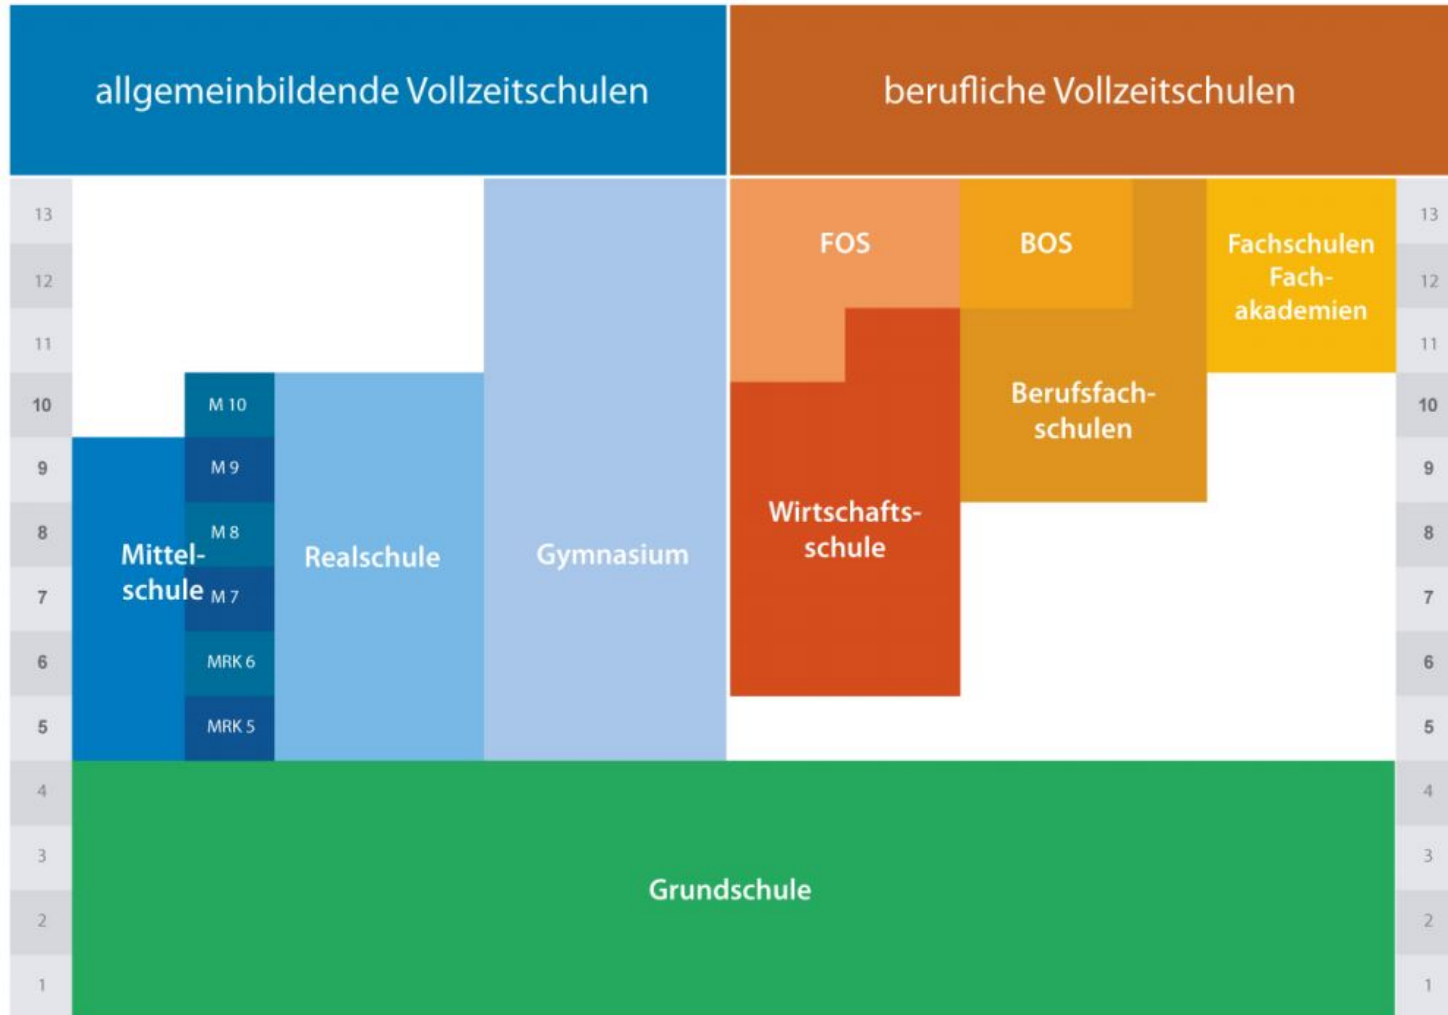 allgemeinbildende Vollzeitschulen
berufliche Vollzeitschulen
13
FOS
BOS
Fachschulen
Fach-
akademien
13
12
12
11
11
10
M 10
Berufsfach-
schulen
10
9
M 9
9
8
M 8
Mittel-
schule
Realschule
Gymnasium
Wirtschafts-
schule
8
7
M 7
7
6
MRK 6
6
5
MRK 5
5
4
4
3
3
Grundschule
2
2
1
1